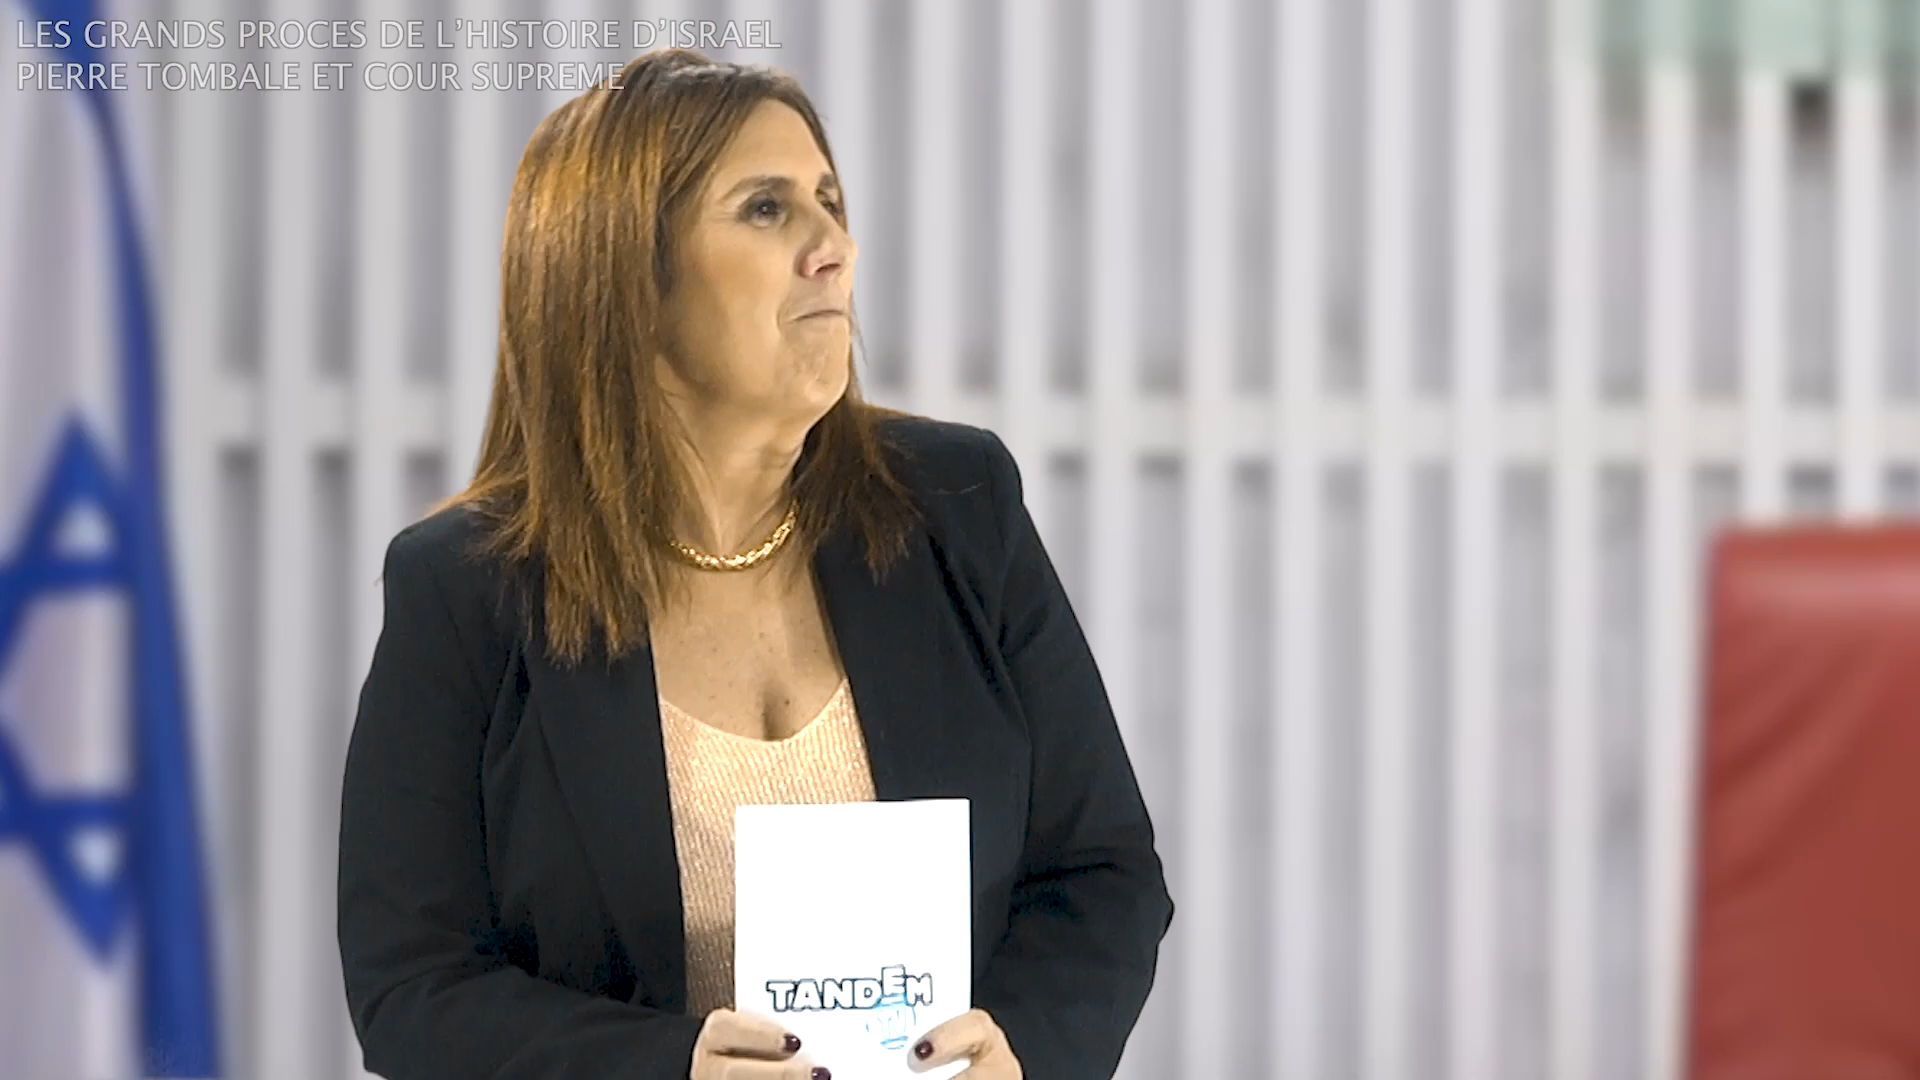 LES GRANDS PROCES DE L'HISTOIRE D'ISRAEL
PIERRE TOMBALE ET COUR SUPREME
TANDEM